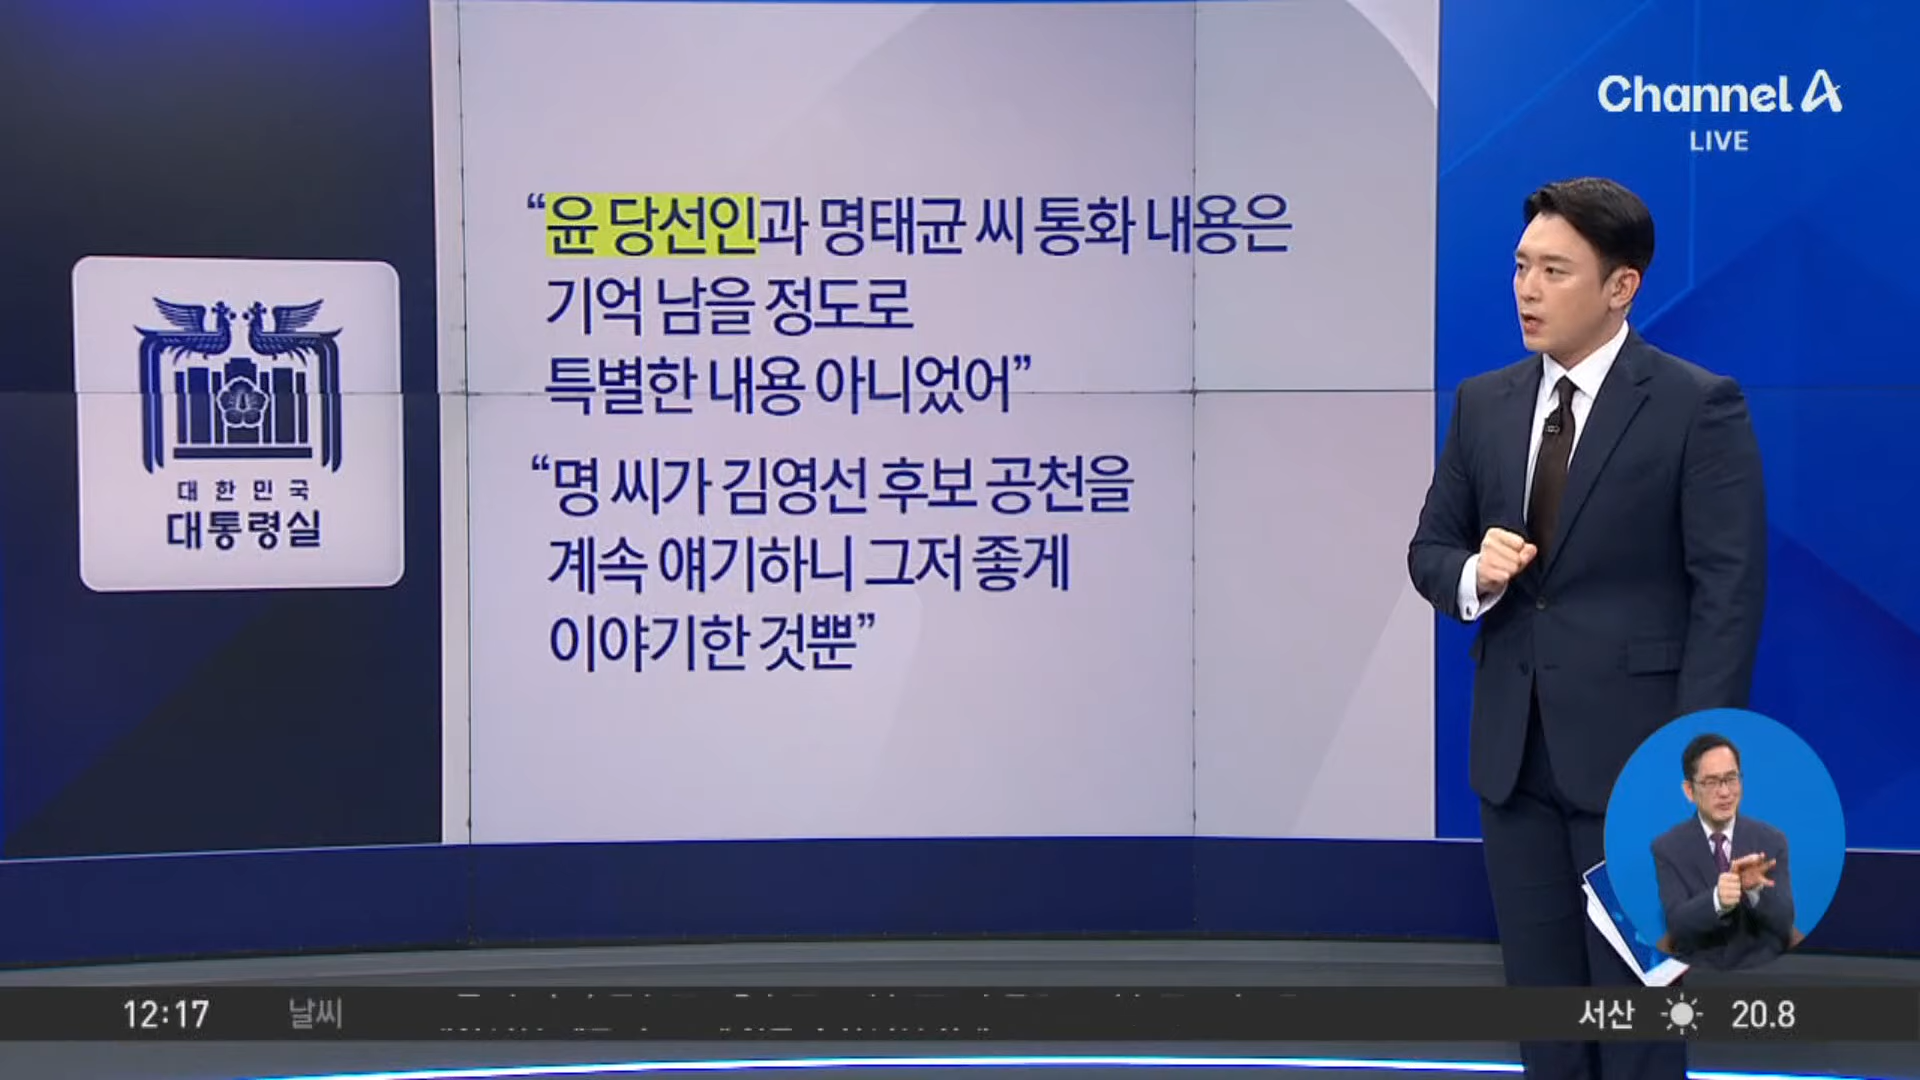 Channel A
LIVE
“윤 당선인과 명태균 씨 통화 내용은
기억 남을 정도로
특별한 내용 아니었어”
“명 씨가 김영선 후보 공천을
계속 얘기하니 그저 좋게
이야기한 것뿐”
대한민국
대통령실
12:17 날씨
서산 20.8